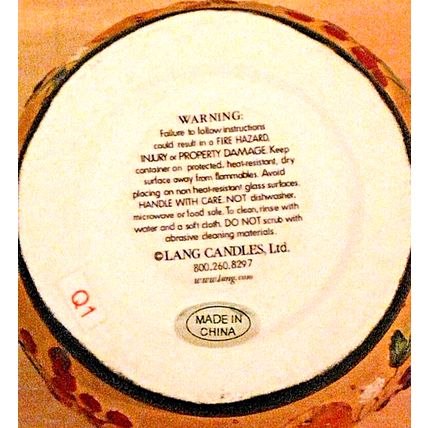 WARNING:
Failure to follow instructions
could result in a FIRE HAZARD,
INJURY or PROPERTY DAMAGE. Keep
container on protected, heat-resistant, dry
surface away from flammables. Avoid
placing on non heat-resistant glass surfaces.
HANDLE WITH CARE. NOT dishwasher,
microwave or food safe. To clean, rinse with
water and a soft cloth. DO NOT scrub with
abrasive cleaning materials.
©LANG CANDLES, Ltd.
800.260.8297
www.lang.com
Q1
MADE IN
CHINA